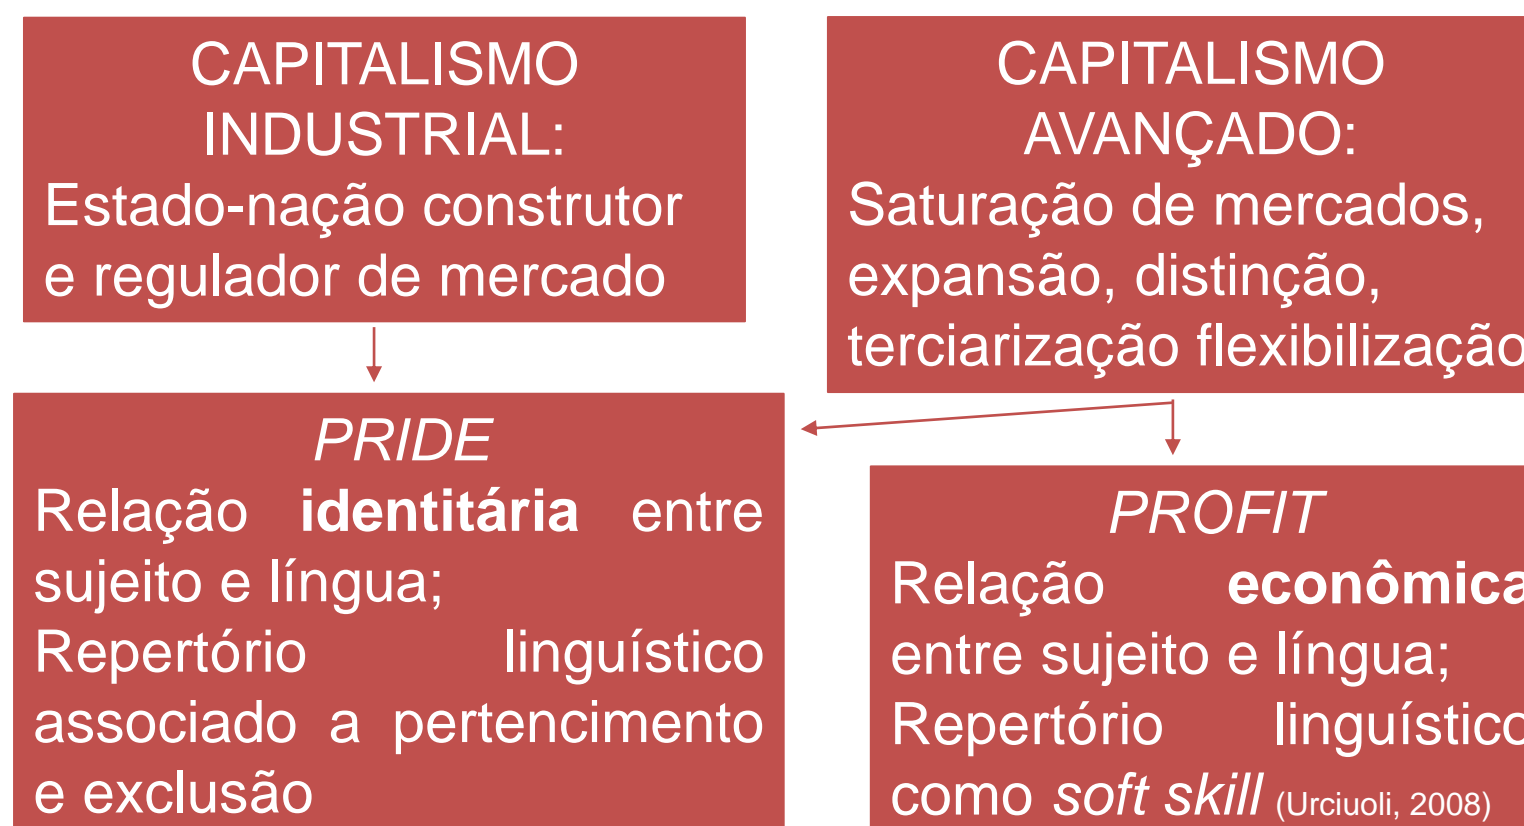 CAPITALISMO
INDUSTRIAL:
Estado-nação construtor
e regulador de mercado
CAPITALISMO
AVANÇADO:
Saturação de mercados,
expansão, distinção,
terciarização flexibilização
PRIDE
Relação identitária entre
sujeito e língua;
Repertório linguístico
associado a pertencimento
e exclusão
PROFIT
Relação econômica
entre sujeito e língua;
Repertório linguístico
como soft skill (Urciuoli, 2008)